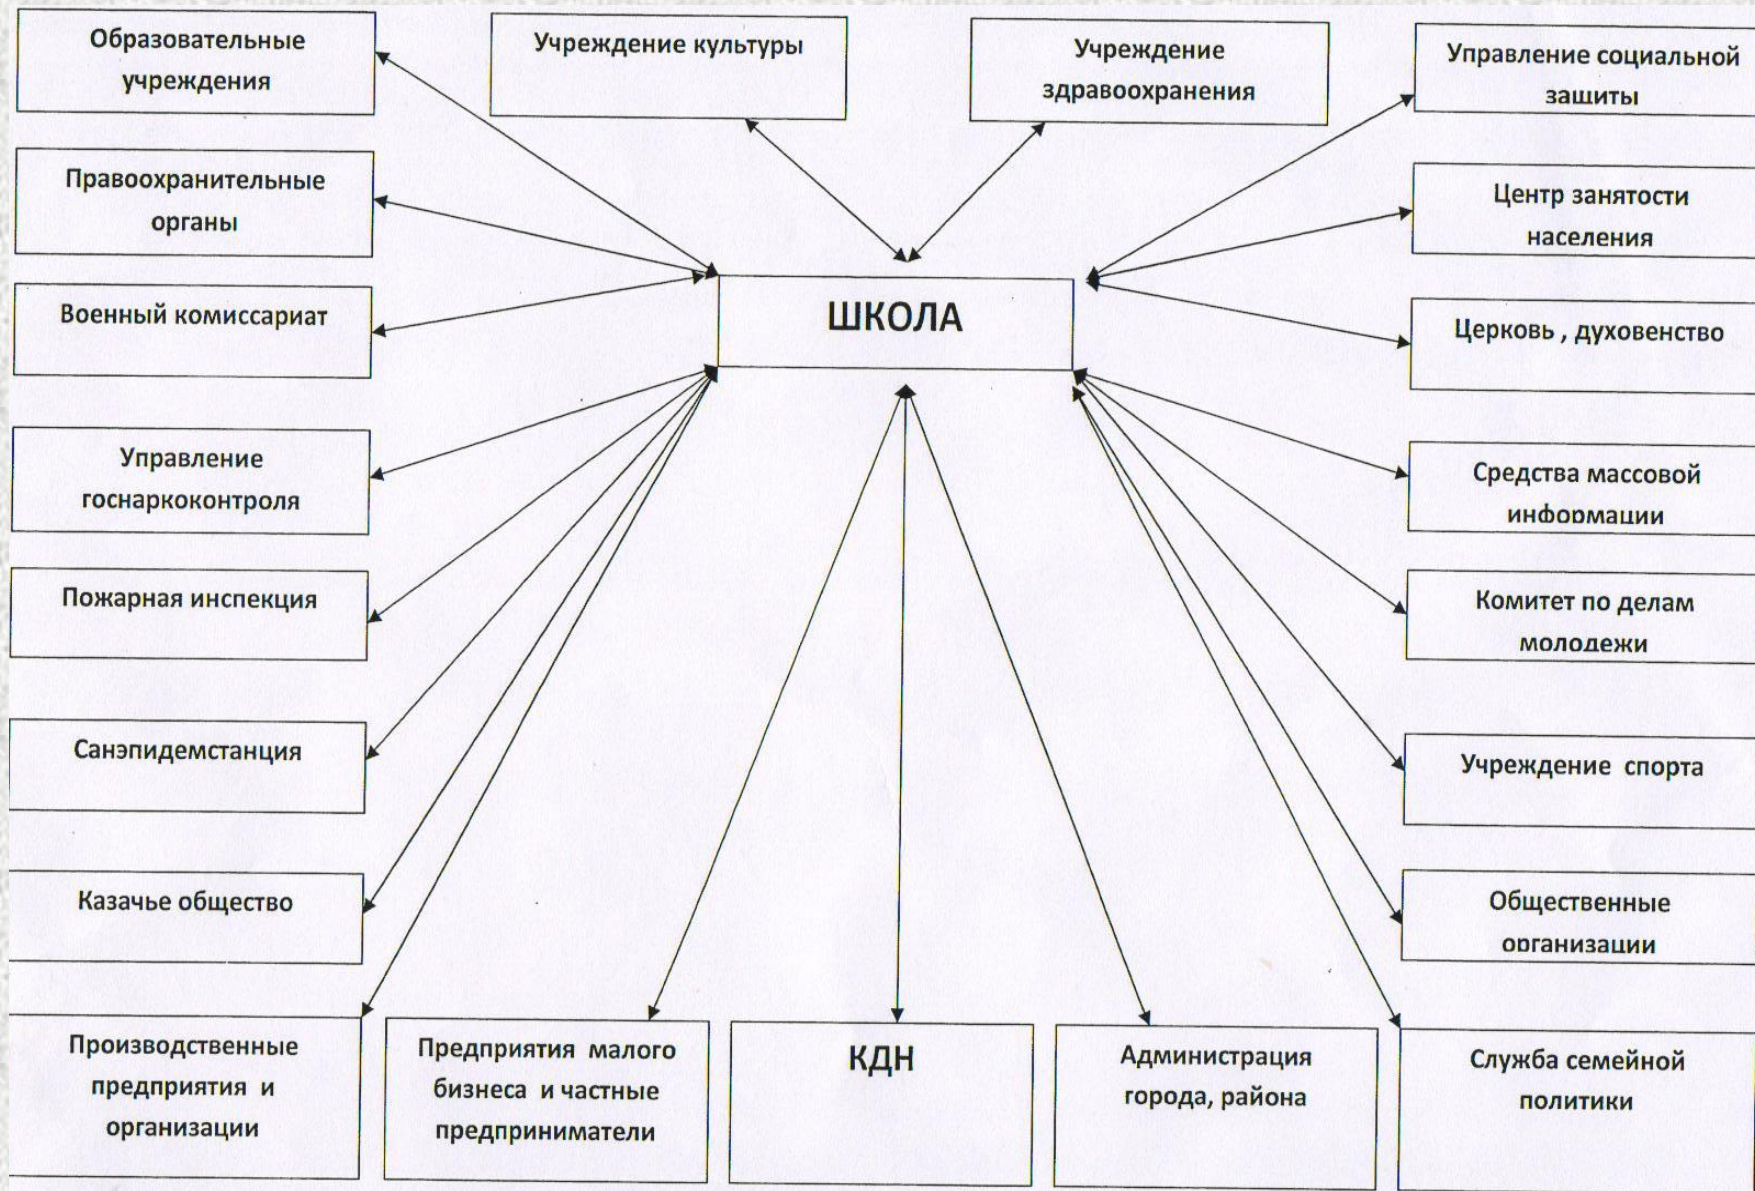 Образовательные
учреждения
Учреждение культуры
Учреждение
здравоохранения
Управление социальной
защиты
Правоохранительные
органы
Центр занятости
населения
Военный комиссариат
ШКОЛА
Церковь , духовенство
Управление
госнаркоконтроля
Средства массовой
информации
Пожарная инспекция
Комитет по делам
молодежи
Санэпидемстанция
Учреждение спорта
Казачье общество
Общественные
организации
Производственные
предприятия и
организации
Предприятия малого
бизнеса и частные
предприниматели
КДН
Администрация
города, района
Служба семейной
политики